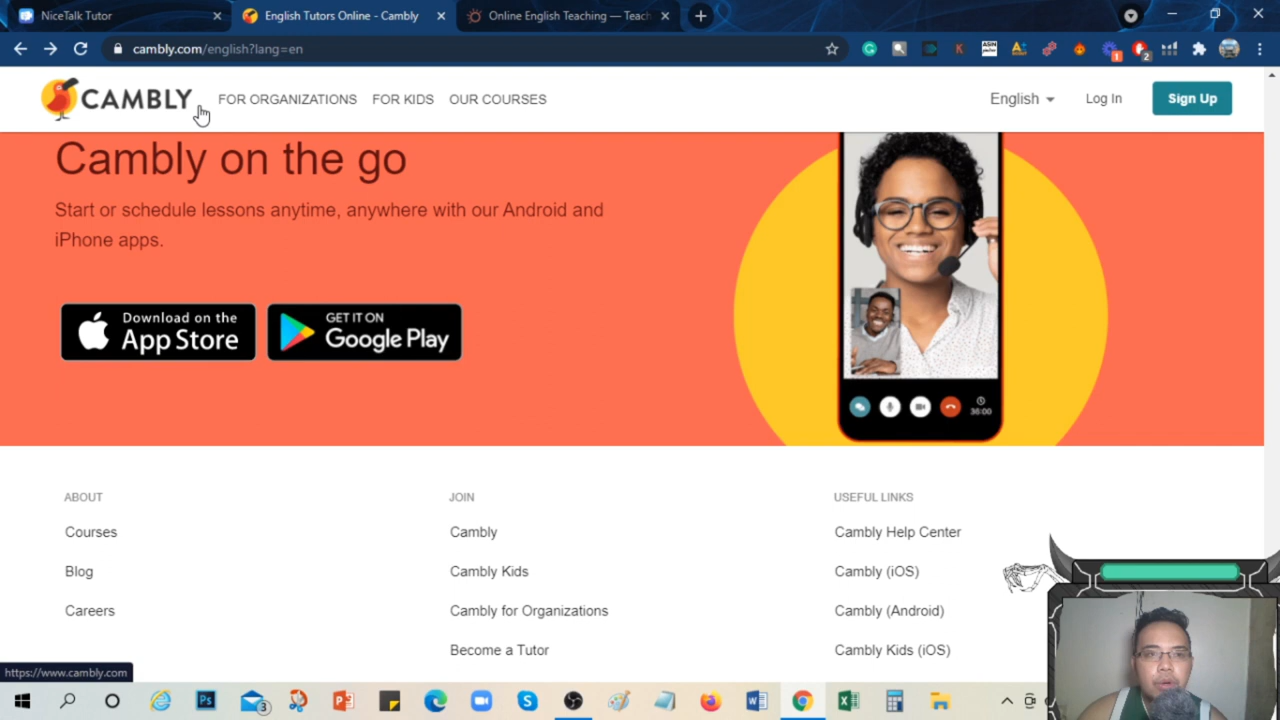 NiceTalk Tutor
English Tutors Online - Cambly
Online English Teaching — Teach
cambly.com/english?lang=en
CAMBLY
FOR ORGANIZATIONS
FOR KIDS
OUR COURSES
English
Log In
Sign Up
Cambly on the go
Start or schedule lessons anytime, anywhere with our Android and
iPhone apps.
Download on the
App Store
GET IT ON
Google Play
36:00
ABOUT
Courses
Blog
Careers
JOIN
Cambly
Cambly Kids
Cambly for Organizations
Become a Tutor
USEFUL LINKS
Cambly Help Center
Cambly (iOS)
Cambly (Android)
Cambly Kids (iOS)
https://www.cambly.com